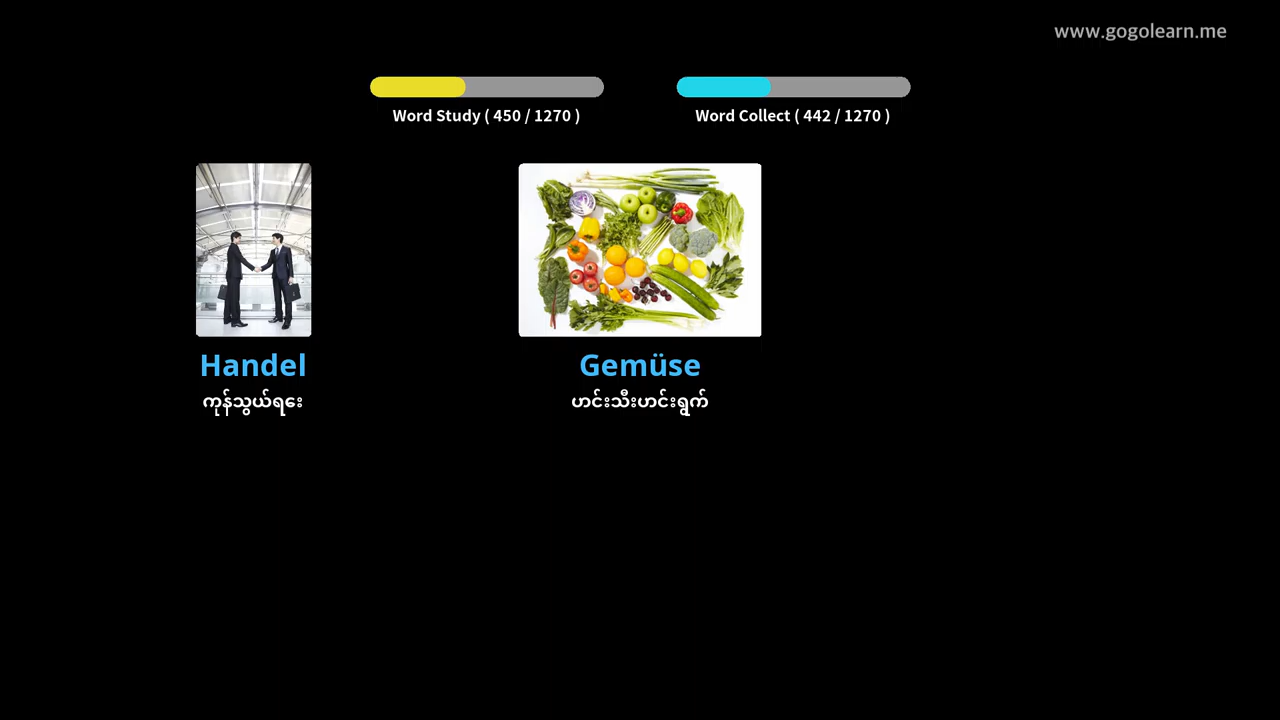 www.gogolearn.me
Word Study ( 450 / 1270 )
Word Collect ( 442 / 1270 )
Handel
ကုန်သွယ်ရေး
Gemüse
ဟင်းသီးဟင်းရွက်